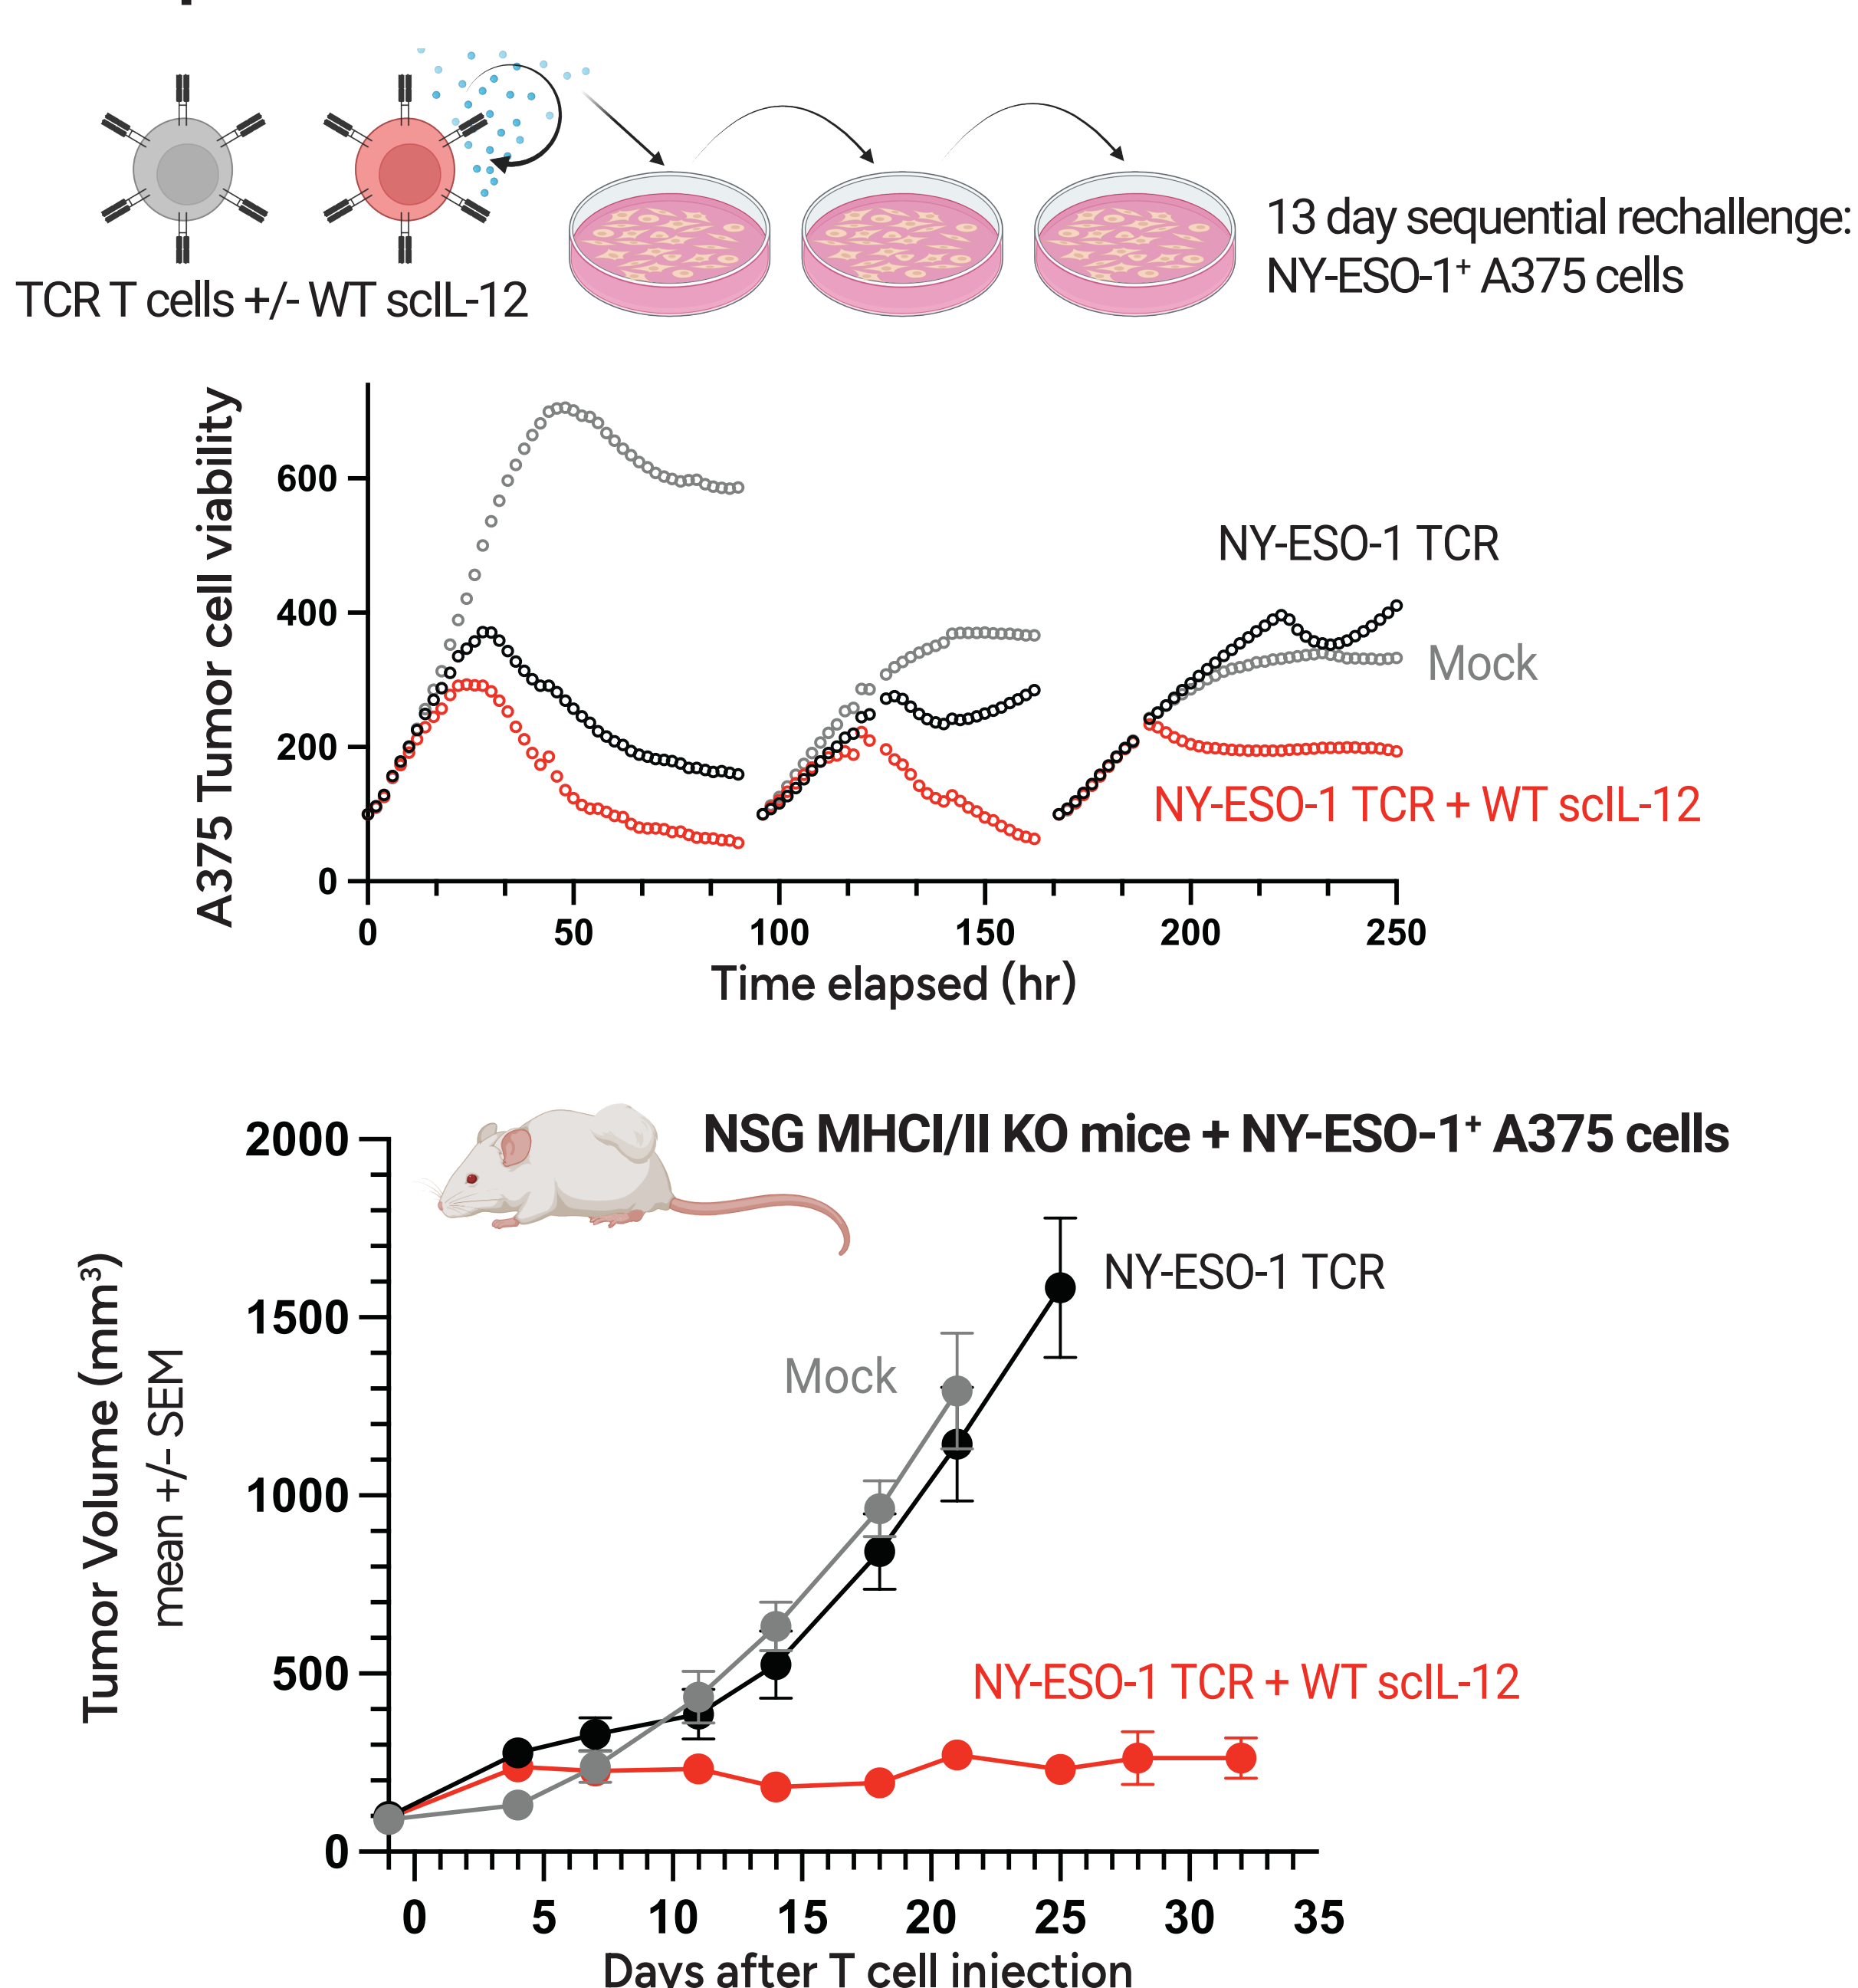 TCR T cells +/- WT scIL-12
13 day sequential rechallenge:
NY-ESO-1⁺ A375 cells
A375 Tumor cell viability
600
400
200
0
NY-ESO-1 TCR
Mock
NY-ESO-1 TCR + WT scIL-12
0
50
100
150
200
250
Time elapsed (hr)
NSG MHCI/II KO mice + NY-ESO-1⁺ A375 cells
Tumor Volume (mm³)
mean +/- SEM
2000
1500
1000
500
0
NY-ESO-1 TCR
Mock
NY-ESO-1 TCR + WT scIL-12
0
5
10
15
20
25
30
35
Days after T cell injection